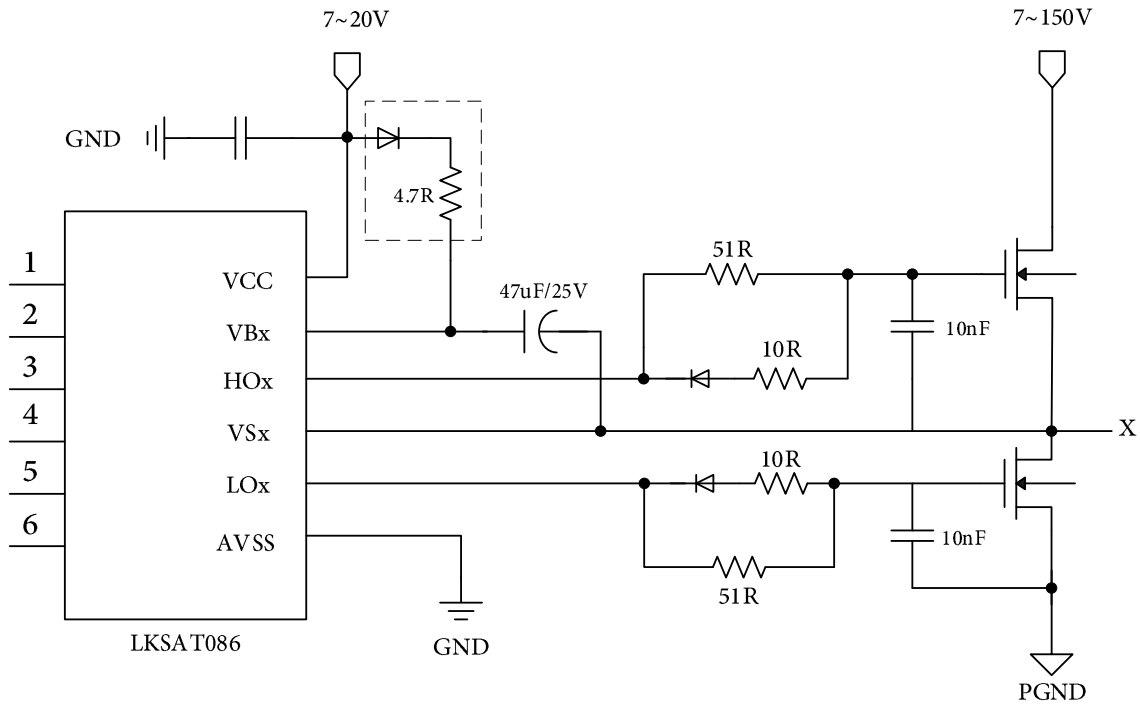 7~20V
7~150V
GND
4.7R
1
2
3
4
5
6
VCC
VBx
HOx
VSx
LOx
AVSS
47uF/25V
51R
10R
10nF
X
10R
10nF
51R
LKSAT086
GND
PGND